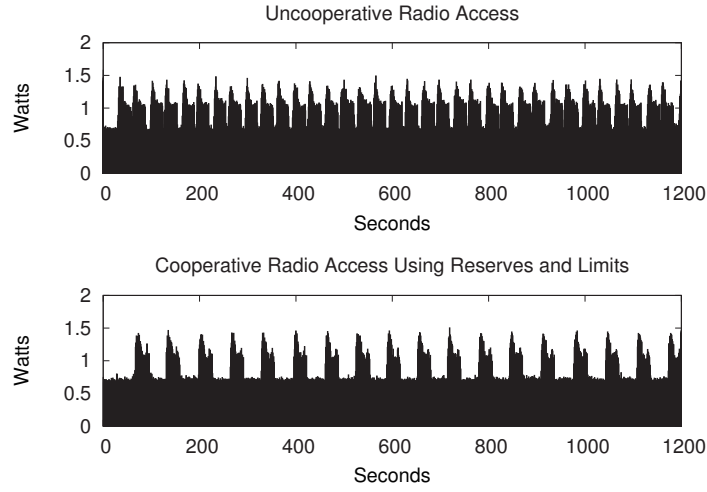 Uncooperative Radio Access
2
1.5
1
0.5
0
Watts
0 200 400 600 800 1000 1200
Seconds
Cooperative Radio Access Using Reserves and Limits
2
1.5
1
0.5
0
Watts
0 200 400 600 800 1000 1200
Seconds